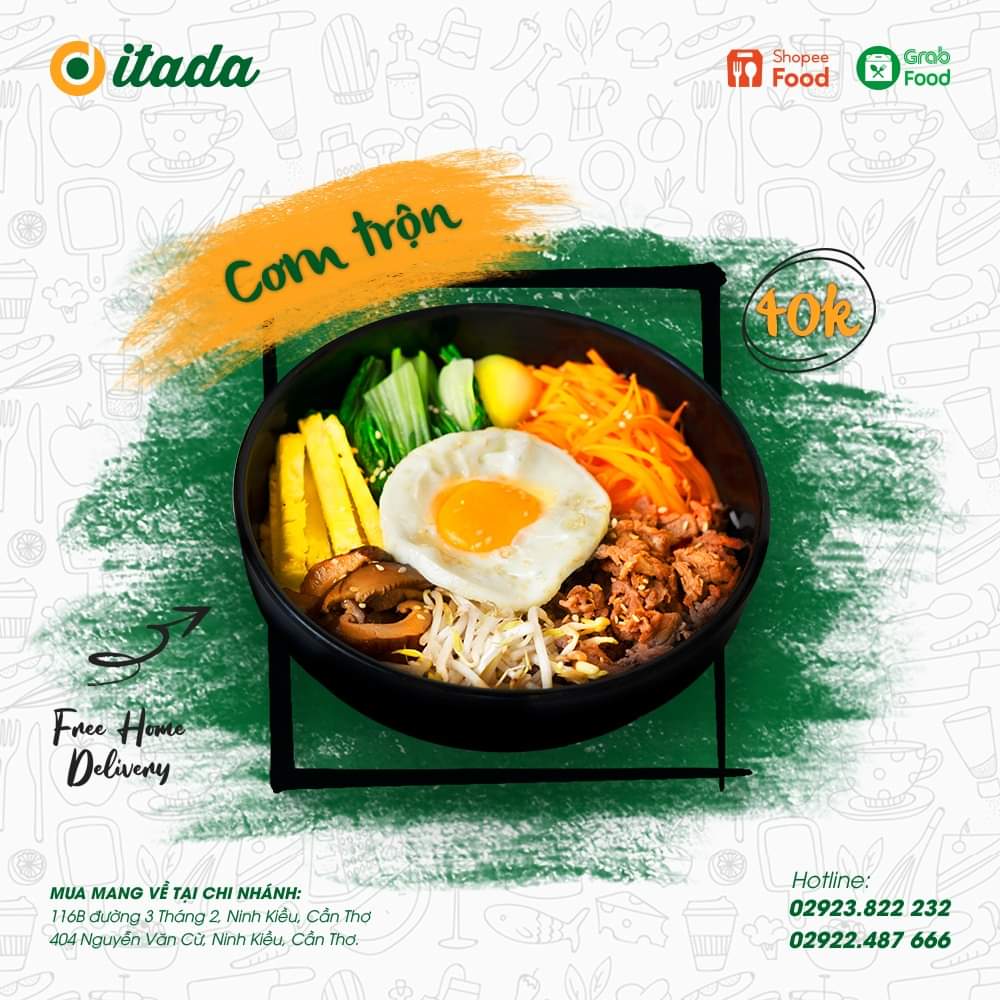 itada
Shopee
Food
Grab
Food
Cơm trộn
40k
Free Home
Delivery
MUA MANG VỀ TẠI CHI NHÁNH:
116B đường 3 Tháng 2, Ninh Kiều, Cần Thơ
404 Nguyễn Văn Cừ, Ninh Kiều, Cần Thơ.
Hotline:
02923.822 232
02922.487 666